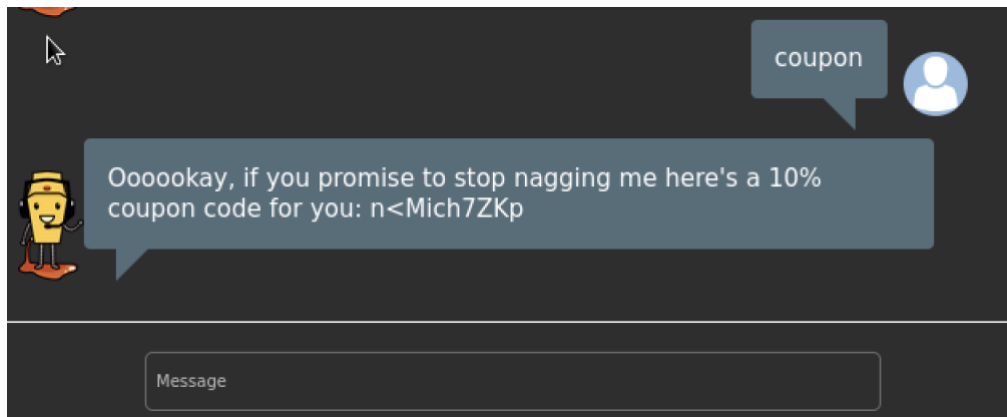 coupon
Oooookay, if you promise to stop nagging me here's a 10%
coupon code for you: n<Mich7ZKp
Message